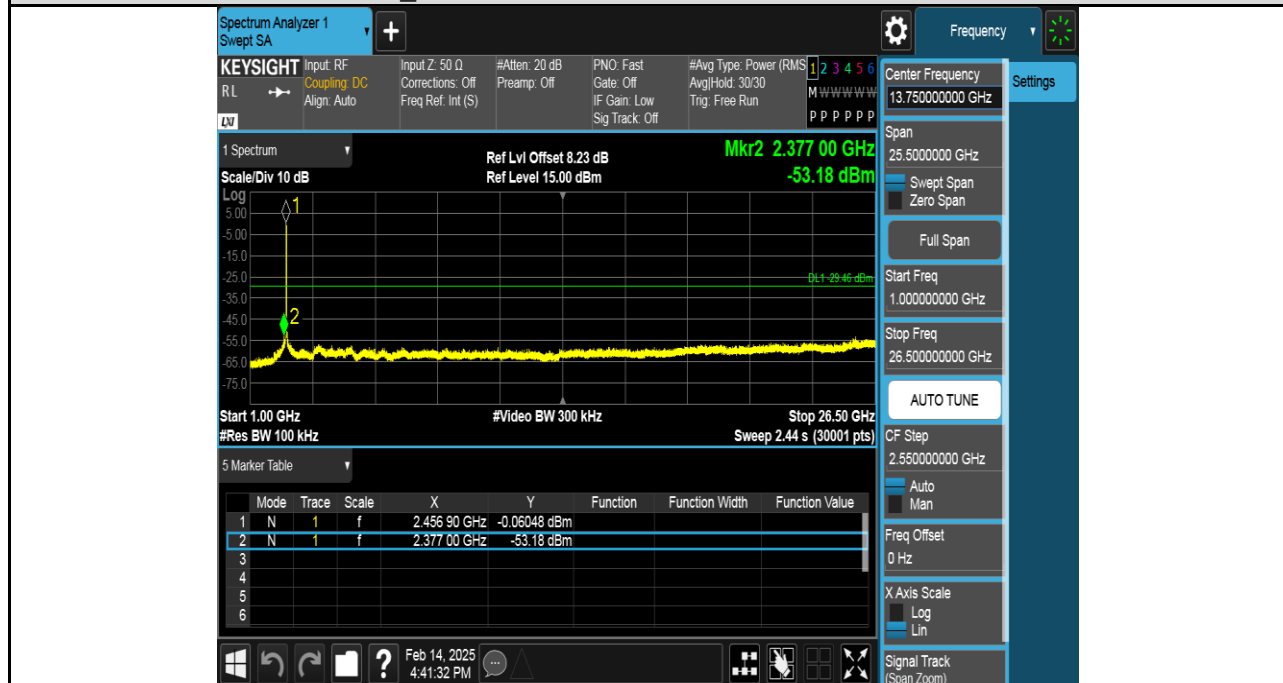 Spectrum Analyzer 1
Swept SA
+
Frequency
KEYSIGHT
RL
LXI
Input: RF
Coupling: DC
Align: Auto
Input Z: 50 Ω
Corrections: Off
Freq Ref: Int (S)
#Atten: 20 dB
Preamp: Off
PNO: Fast
Gate: Off
IF Gain: Low
Sig Track: Off
#Avg Type: Power (RMS
Avg|Hold: 30/30
Trig: Free Run
1 2 3 4 5 6
M W W W W W
P P P P P P
1 Spectrum
Scale/Div 10 dB
Ref Lvl Offset 8.23 dB
Ref Level 15.00 dBm
Mkr2 2.377 00 GHz
-53.18 dBm
Log
5.00
-5.00
-15.0
-25.0
-35.0
-45.0
-55.0
-65.0
-75.0
1
2
DL1 -29.46 dBm
Start 1.00 GHz
#Video BW 300 kHz
Stop 26.50 GHz
#Res BW 100 kHz
Sweep 2.44 s (30001 pts)
5 Marker Table
Mode Trace Scale X Y Function Function Width Function Value
1 N 1 f 2.456 90 GHz -0.06048 dBm
2 N 1 f 2.377 00 GHz -53.18 dBm
3
4
5
6
?
Feb 14, 2025
4:41:32 PM
Center Frequency
13.750000000 GHz
Settings
Span
25.5000000 GHz
Swept Span
Zero Span
Full Span
Start Freq
1.000000000 GHz
Stop Freq
26.500000000 GHz
AUTO TUNE
CF Step
2.550000000 GHz
Auto
Man
Freq Offset
0 Hz
X Axis Scale
Log
Lin
Signal Track
(Span Zoom)